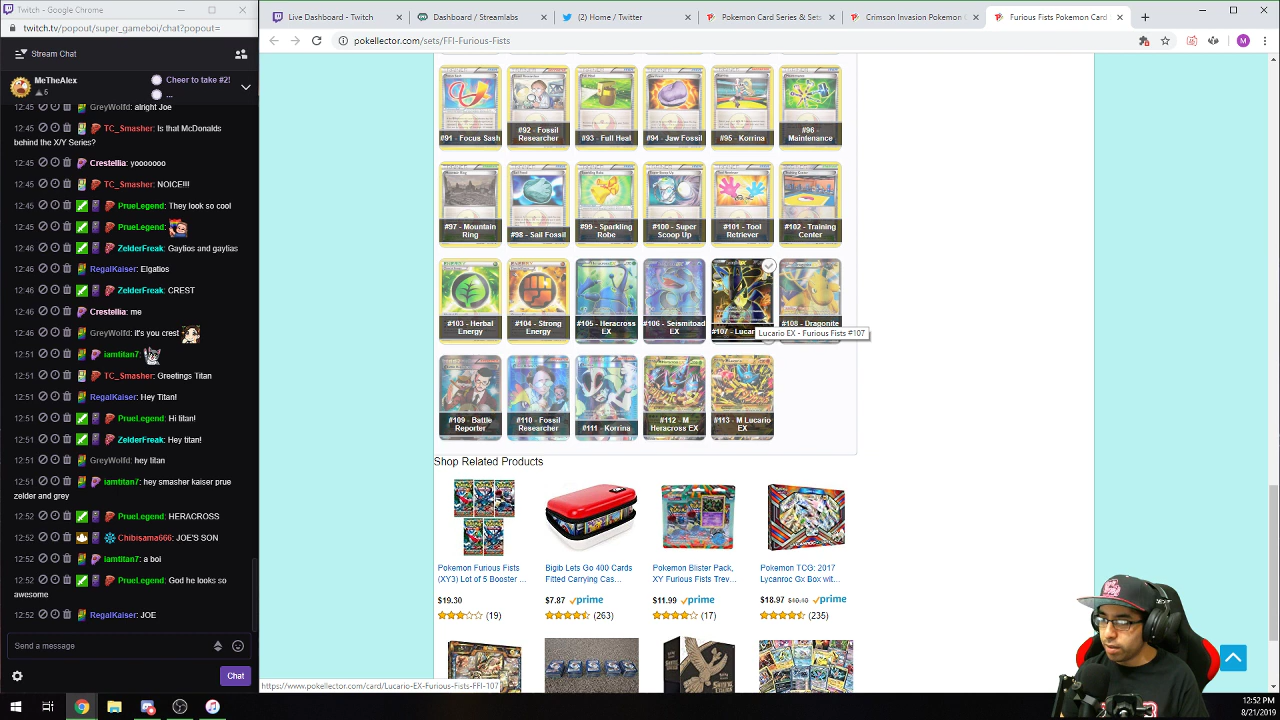 Stream Chat - Twitch - Google Chrome
twitch.tv/popout/super_gameboi/chat?popout=
Stream Chat
ImTheAlex
5
Cheer to take #2!
...
12:45 GreyWolfd: alright Joe
12:45 TC_Smasher: Is that McDonalds
behind the X/Y Series?
12:45 Crestellia: yooooooo
12:45 TC_Smasher: NOICE!!!
12:45 PrueLegend: They look so cool
12:45 PrueLegend:
12:46 ZelderFreak: Gaytios and gaytias
12:46 RegalKaiser: Elgatios
12:46 ZelderFreak: CREST
12:46 Crestellia: me
12:46 GreyWolfd: it's you crest
12:51 iamtitan7:
12:51 TC_Smasher: Greetings Titan
12:51 RegalKaiser: Hey Titan!
12:51 PrueLegend: Hi titan!
12:51 ZelderFreak: Hey titan!
12:51 GreyWolfd: hey titan
12:51 iamtitan7: hey smasher kaiser prue
zelder and grey
12:52 PrueLegend: HERACROSS
12:52 Chibisama666: JOE'S SON
12:52 iamtitan7: a boi
12:52 PrueLegend: God he looks so
awesome
12:52 RegalKaiser: JOE
Send a message
Chat
Live Dashboard - Twitch
Dashboard / Streamlabs
(2) Home / Twitter
Pokemon Card Series & Sets
Crimson Invasion Pokemon C
Furious Fists Pokemon Card
pokellector.com/sets/FFI-Furious-Fists
M
#91 - Focus Sash
#92 - Fossil
Researcher
#93 - Full Heal
#94 - Jaw Fossil
#95 - Korrina
#96 -
Maintenance
#97 - Mountain
Ring
#98 - Sail Fossil
#99 - Sparkling
Robe
#100 - Super
Scoop Up
#101 - Tool
Retriever
#102 - Training
Center
#103 - Herbal
Energy
#104 - Strong
Energy
#105 - Heracross
EX
#106 - Seismitoad
EX
#107 - Lucar
#108 - Dragonite
Lucario EX - Furious Fists #107
#109 - Battle
Reporter
#110 - Fossil
Researcher
#111 - Korrina
#112 - M
Heracross EX
#113 - M Lucario
EX
Shop Related Products
Pokemon Furious Fists
(XY3) Lot of 5 Booster ...
$19.30
(19)
Bigib Lets Go 400 Cards
Fitted Carrying Cas...
$7.87 prime
(263)
Pokemon Blister Pack,
XY Furious Fists Trev...
$11.99 prime
(17)
Pokemon TCG: 2017
Lycanroc Gx Box wit...
$18.97 $19.19 prime
(235)
https://www.pokellector.com/card/Lucario-EX-Furious-Fists-FFI-107
12:52 PM
8/21/2019